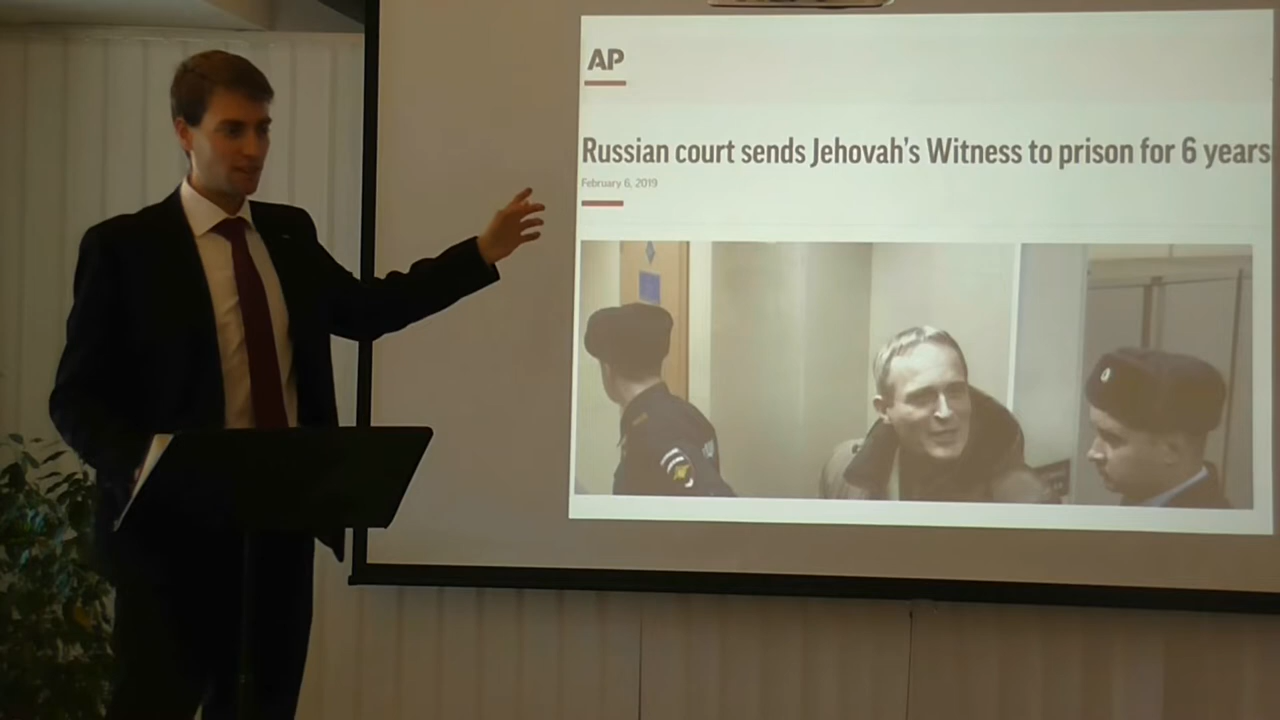 AP
Russian court sends Jehovah's Witness to prison for 6 years
February 6, 2019